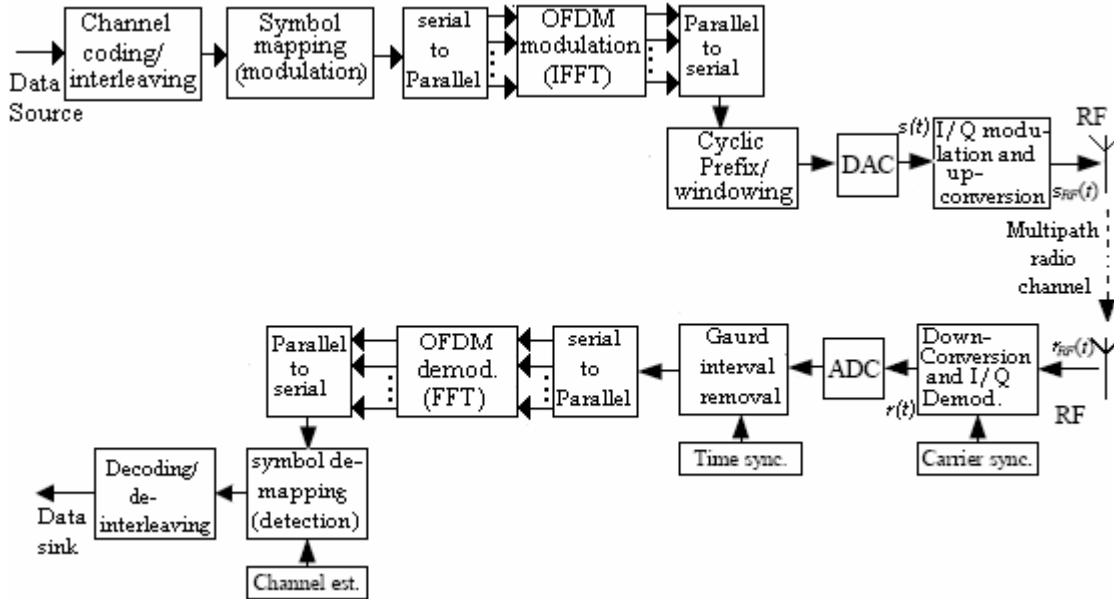 Channel
coding/
interleaving
Symbol
mapping
(modulation)
serial
to
Parallel
OFDM
modulation
(IFFT)
Parallel
to
serial
Data
Source
Cyclic
Prefix/
windowing
DAC
s(t)
I/Q modu-
lation and
up-
conversion
RF
sRF(t)
Multipath
radio
channel
rRF(t)
RF
Down-
Conversion
and I/Q
Demod.
r(t)
Carrier sync.
ADC
Gaurd
interval
removal
Time sync.
serial
to
Parallel
OFDM
demod.
(FFT)
Parallel
to
serial
symbol de-
mapping
(detection)
Channel est.
Decoding/
de-
interleaving
Data
sink